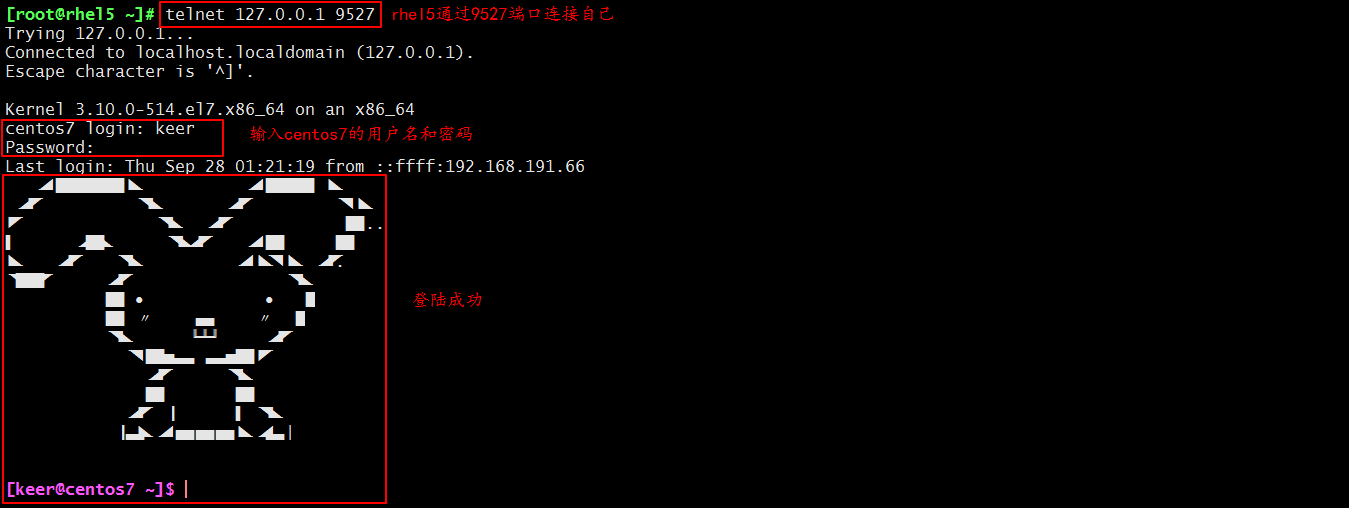 [root@rhel5 ~]# telnet 127.0.0.1 9527 rhel5通过9527端口连接自己
Trying 127.0.0.1...
Connected to localhost.localdomain (127.0.0.1).
Escape character is '^]'.
Kernel 3.10.0-514.el7.x86_64 on an x86_64
centos7 login: keer
Password:
输入centos7的用户名和密码
Last login: Thu Sep 28 01:21:19 from ::ffff:192.168.191.66
登陆成功
[keer@centos7 ~]$